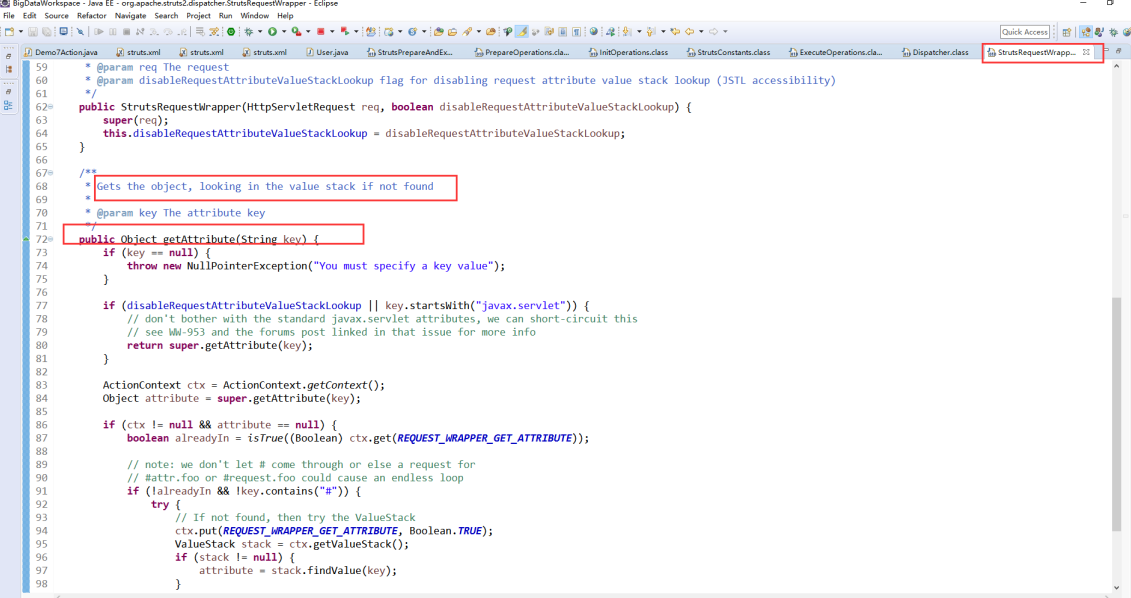 BigDataWorkspace - Java EE - org.apache.struts2.dispatcher.StrutsRequestWrapper - Eclipse
File Edit Source Refactor Navigate Search Project Run Window Help
Quick Access
Demo7Action.java struts.xml struts.xml struts.xml User.java StrutsPrepareAndEx... PrepareOperations.cla... InitOperations.class StrutsConstants.class ExecuteOperations.cla... Dispatcher.class StrutsRequestWrapp...
59 * @param req The request
60 * @param disableRequestAttributeValueStackLookup flag for disabling request attribute value stack lookup (JSTL accessibility)
61 */
62 public StrutsRequestWrapper(HttpServletRequest req, boolean disableRequestAttributeValueStackLookup) {
63 super(req);
64 this.disableRequestAttributeValueStackLookup = disableRequestAttributeValueStackLookup;
65 }
66
67 /**
68 * Gets the object, looking in the value stack if not found
69 *
70 * @param key The attribute key
71 */
72 public Object getAttribute(String key) {
73 if (key == null) {
74 throw new NullPointerException("You must specify a key value");
75 }
76
77 if (disableRequestAttributeValueStackLookup || key.startsWith("javax.servlet")) {
78 // don't bother with the standard javax.servlet attributes, we can short-circuit this
79 // see WW-953 and the forums post linked in that issue for more info
80 return super.getAttribute(key);
81 }
82
83 ActionContext ctx = ActionContext.getContext();
84 Object attribute = super.getAttribute(key);
85
86 if (ctx != null && attribute == null) {
87 boolean alreadyIn = isTrue((Boolean) ctx.get(REQUEST_WRAPPER_GET_ATTRIBUTE));
88
89 // note: we don't let # come through or else a request for
90 // #attr.foo or #request.foo could cause an endless loop
91 if (!alreadyIn && !key.contains("#")) {
92 try {
93 // If not found, then try the ValueStack
94 ctx.put(REQUEST_WRAPPER_GET_ATTRIBUTE, Boolean.TRUE);
95 ValueStack stack = ctx.getValueStack();
96 if (stack != null) {
97 attribute = stack.findValue(key);
98 }